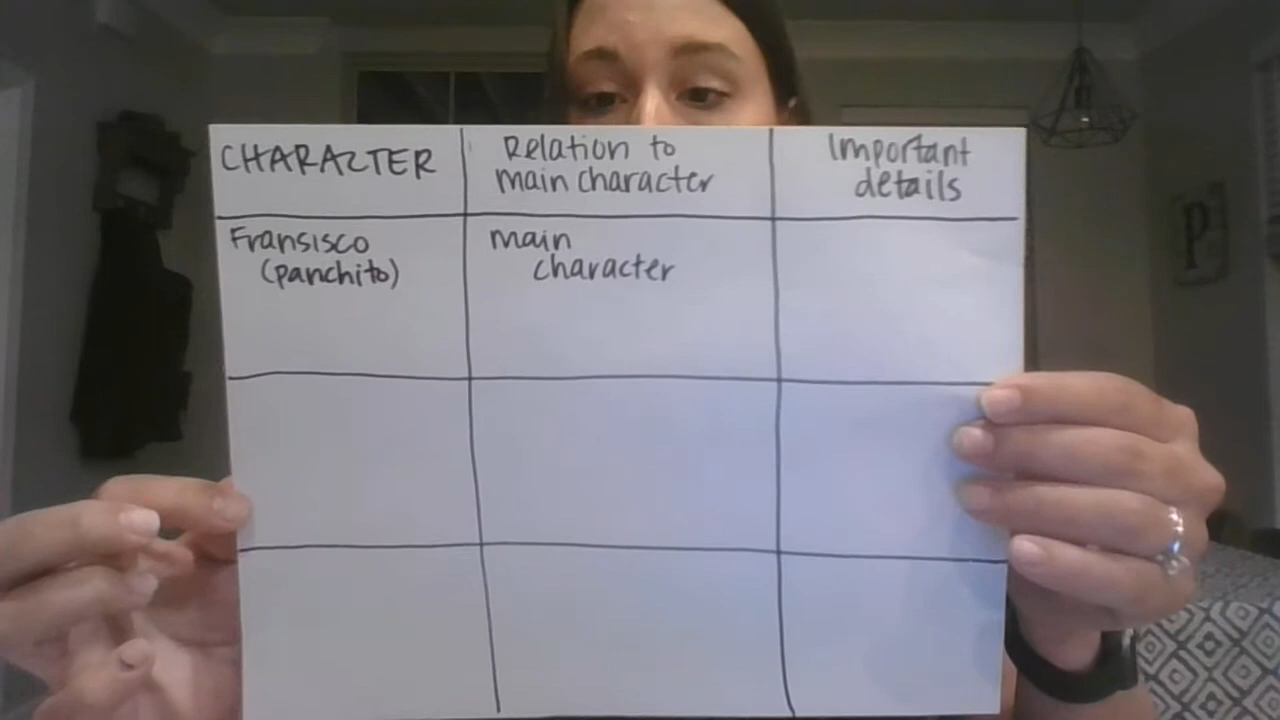 CHARACTER
Relation to
main character
Important
details
Fransisco
(panchito)
main
character
P